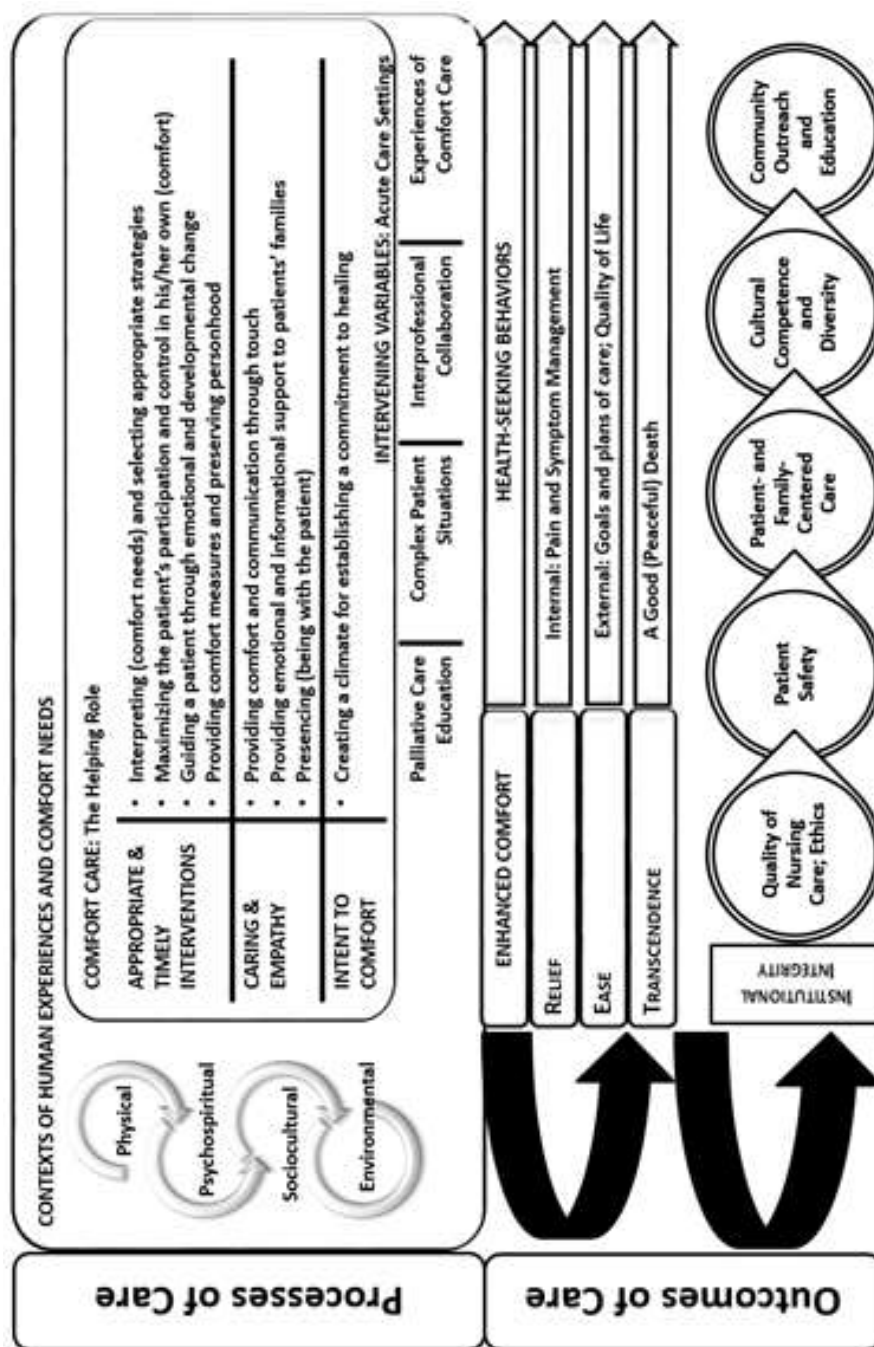 Processes of Care
CONTEXTS OF HUMAN EXPERIENCES AND COMFORT NEEDS
Physical
Psychospiritual
Sociocultural
Environmental
COMFORT CARE: The Helping Role
APPROPRIATE &
TIMELY
INTERVENTIONS
• Interpreting (comfort needs) and selecting appropriate strategies
• Maximizing the patient's participation and control in his/her own (comfort)
• Guiding a patient through emotional and developmental change
• Providing comfort measures and preserving personhood
CARING &
EMPATHY
• Providing comfort and communication through touch
• Providing emotional and informational support to patients' families
• Presencing (being with the patient)
INTENT TO
COMFORT
• Creating a climate for establishing a commitment to healing
INTERVENING VARIABLES: Acute Care Settings
Palliative Care
Education
Complex Patient
Situations
Interprofessional
Collaboration
Experiences of
Comfort Care
Outcomes of Care
ENHANCED COMFORT
HEALTH-SEEKING BEHAVIORS
RELIEF
Internal: Pain and Symptom Management
EASE
External: Goals and plans of care; Quality of Life
TRANSCENDENCE
A Good (Peaceful) Death
INSTITUTIONAL
INTEGRITY
Quality of
Nursing
Care; Ethics
Patient
Safety
Patient- and
Family-
Centered
Care
Cultural
Competence
and
Diversity
Community
Outreach
and
Education